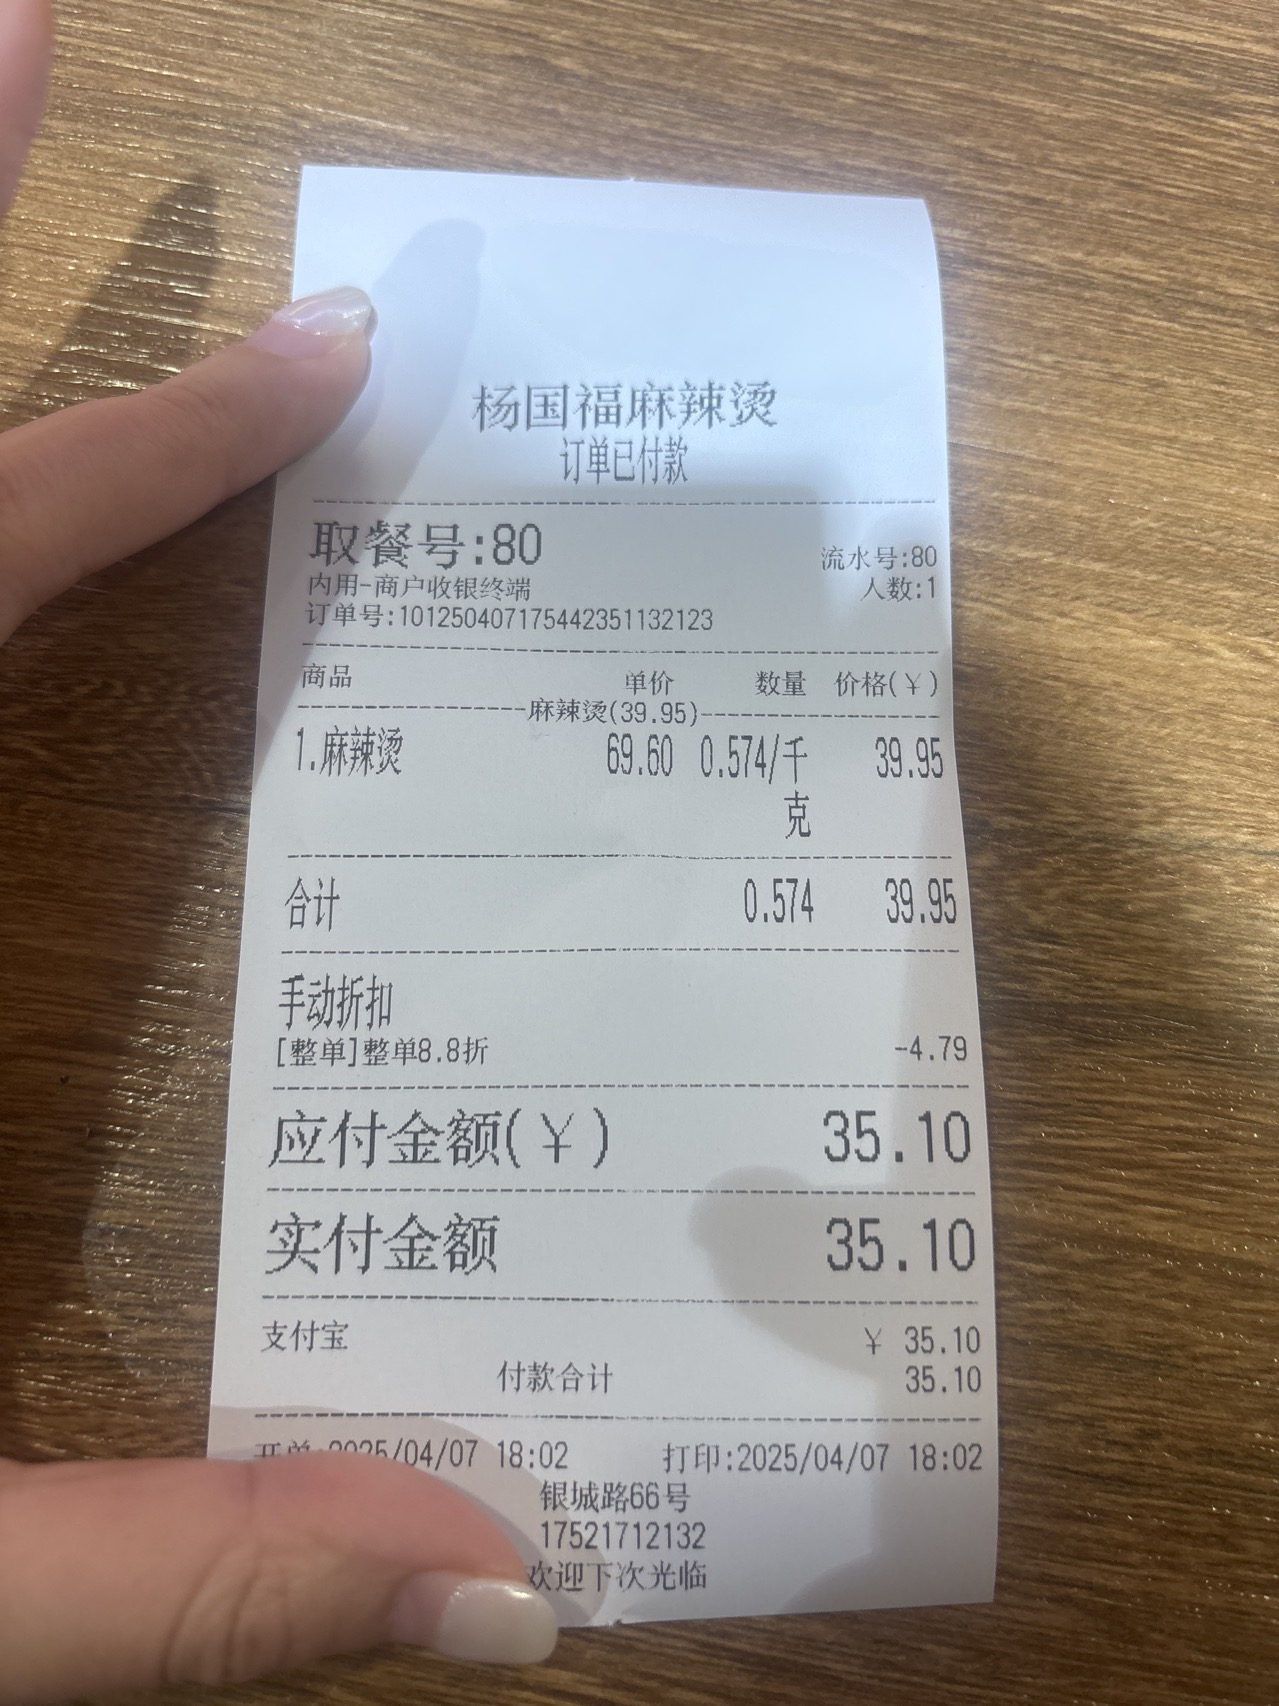 杨国福麻辣烫
订单已付款
取餐号:80 流水号:80
内用-商户收银终端 人数:1
订单号:101250407175442351132123
商品 单价 数量 价格(¥)
麻辣烫(39.95)
1.麻辣烫 69.60 0.574/千 39.95
克
合计 0.574 39.95
手动折扣
[整单]整单8.8折 -4.79
应付金额(¥) 35.10
实付金额 35.10
支付宝 ¥ 35.10
付款合计 35.10
开单:2025/04/07 18:02 打印:2025/04/07 18:02
银城路66号
17521712132
欢迎下次光临